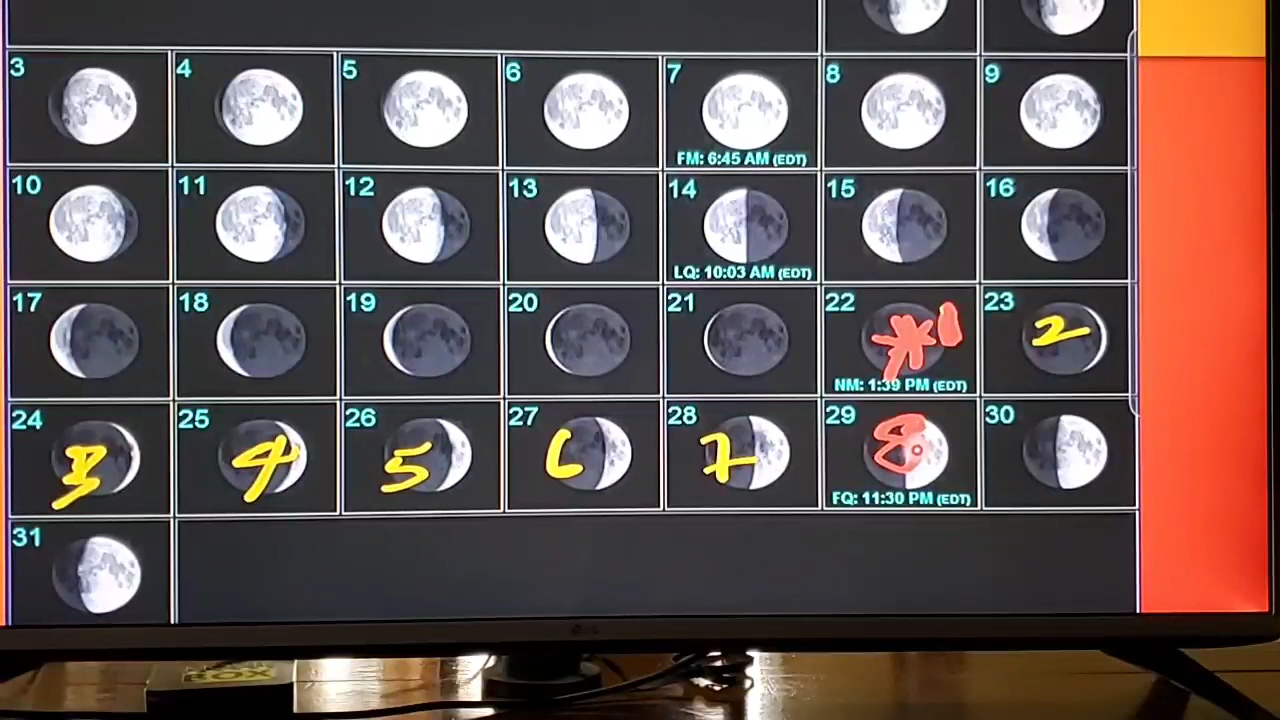 3 4 5 6 7 8 9
FM: 6:45 AM (EDT)
10 11 12 13 14 15 16
LQ: 10:03 AM (EDT)
17 18 19 20 21 22 23
1 2
NM: 1:39 PM (EDT)
24 25 26 27 28 29 30
3 4 5 6 7 8
FQ: 11:30 PM (EDT)
31
LG
BOX